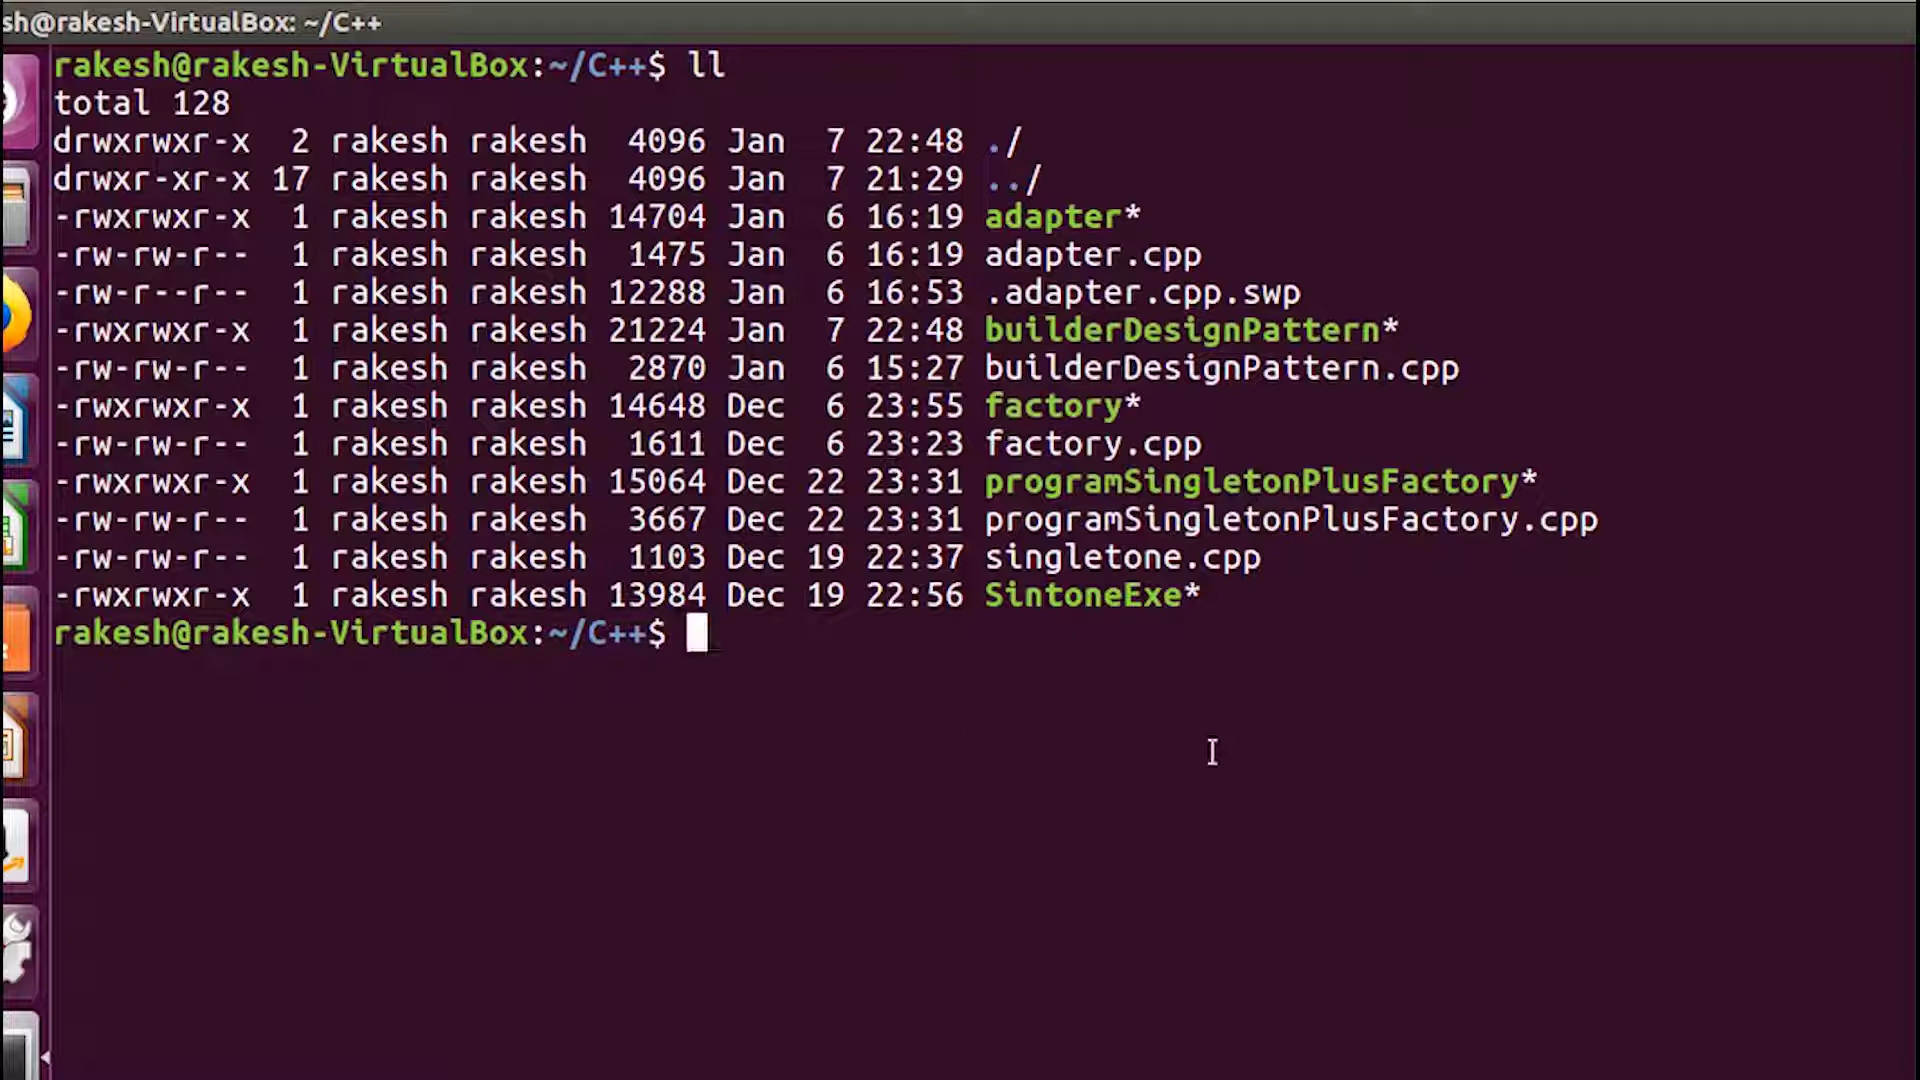 sh@rakesh-VirtualBox: ~/C++
rakesh@rakesh-VirtualBox:~/C++$ ll
total 128
drwxrwxr-x  2 rakesh rakesh  4096 Jan  7 22:48 ./
drwxr-xr-x 17 rakesh rakesh  4096 Jan  7 21:29 ../
-rwxrwxr-x  1 rakesh rakesh 14704 Jan  6 16:19 adapter*
-rw-rw-r--  1 rakesh rakesh  1475 Jan  6 16:19 adapter.cpp
-rw-r--r--  1 rakesh rakesh 12288 Jan  6 16:53 .adapter.cpp.swp
-rwxrwxr-x  1 rakesh rakesh 21224 Jan  7 22:48 builderDesignPattern*
-rw-rw-r--  1 rakesh rakesh  2870 Jan  6 15:27 builderDesignPattern.cpp
-rwxrwxr-x  1 rakesh rakesh 14648 Dec  6 23:55 factory*
-rw-rw-r--  1 rakesh rakesh  1611 Dec  6 23:23 factory.cpp
-rwxrwxr-x  1 rakesh rakesh 15064 Dec 22 23:31 programSingletonPlusFactory*
-rw-rw-r--  1 rakesh rakesh  3667 Dec 22 23:31 programSingletonPlusFactory.cpp
-rw-rw-r--  1 rakesh rakesh  1103 Dec 19 22:37 singletone.cpp
-rwxrwxr-x  1 rakesh rakesh 13984 Dec 19 22:56 SintoneExe*
rakesh@rakesh-VirtualBox:~/C++$